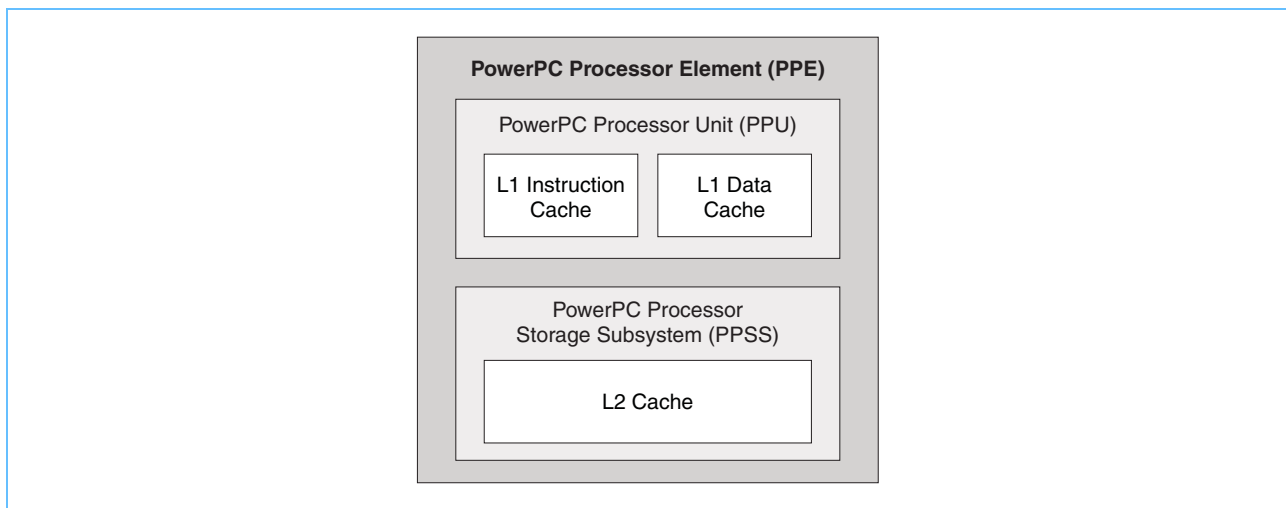 PowerPC Processor Element (PPE)
PowerPC Processor Unit (PPU)
L1 Instruction
Cache
L1 Data
Cache
PowerPC Processor
Storage Subsystem (PPSS)
L2 Cache